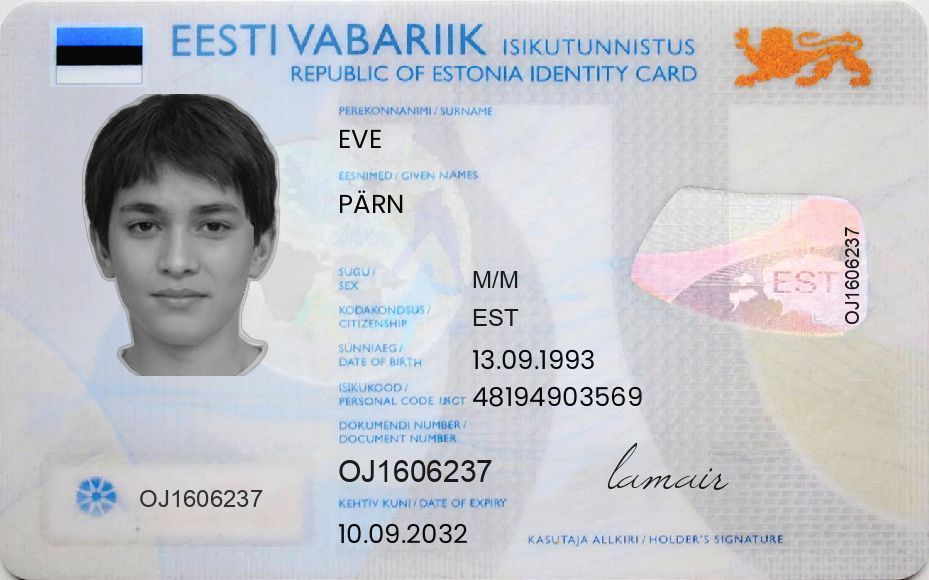 EESTI VABARIIK ISIKUTUNNISTUS
REPUBLIC OF ESTONIA IDENTITY CARD
PEREKONNANIMI / SURNAME
EVE
EESNIMED / GIVEN NAMES
PÄRN
SUGU /
SEX
M/M
KODAKONDSUS /
CITIZENSHIP
EST
SÜNNIAEG /
DATE OF BIRTH
13.09.1993
ISIKUKOOD /
PERSONAL CODE
48194903569
DOKUMENDI NUMBER /
DOCUMENT NUMBER
OJ1606237
KEHTIV KUNI / DATE OF EXPIRY
10.09.2032
OJ1606237
EST
OJ1606237
lamair
KASUTAJA ALLKIRI / HOLDER'S SIGNATURE